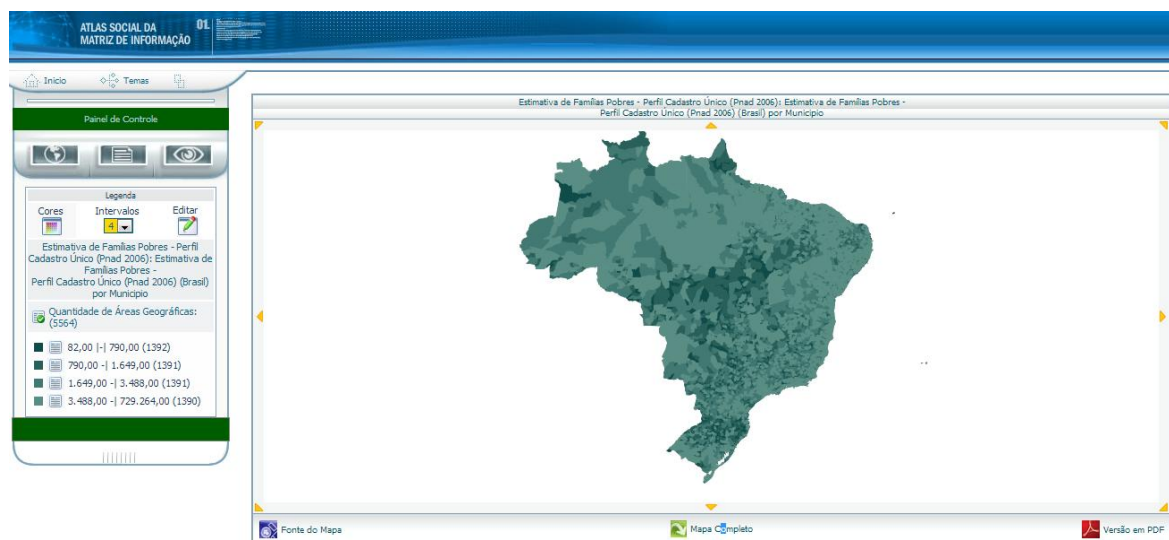 ATLAS SOCIAL DA
MATRIZ DE INFORMAÇÃO
01.
Inicio
Temas
Painel de Controle
Legenda
Cores
Intervalos
Editar
4
Estimativa de Famílias Pobres - Perfil
Cadastro Único (Pnad 2006): Estimativa de
Famílias Pobres -
Perfil Cadastro Único (Pnad 2006) (Brasil)
por Municipio
Quantidade de Áreas Geográficas:
(5564)
82,00 |-| 790,00 (1392)
790,00 -| 1.649,00 (1391)
1.649,00 -| 3.488,00 (1391)
3.488,00 -| 729.264,00 (1390)
Estimativa de Famílias Pobres - Perfil Cadastro Único (Pnad 2006): Estimativa de Famílias Pobres -
Perfil Cadastro Único (Pnad 2006) (Brasil) por Municipio
Fonte do Mapa
Mapa Completo
Versão em PDF